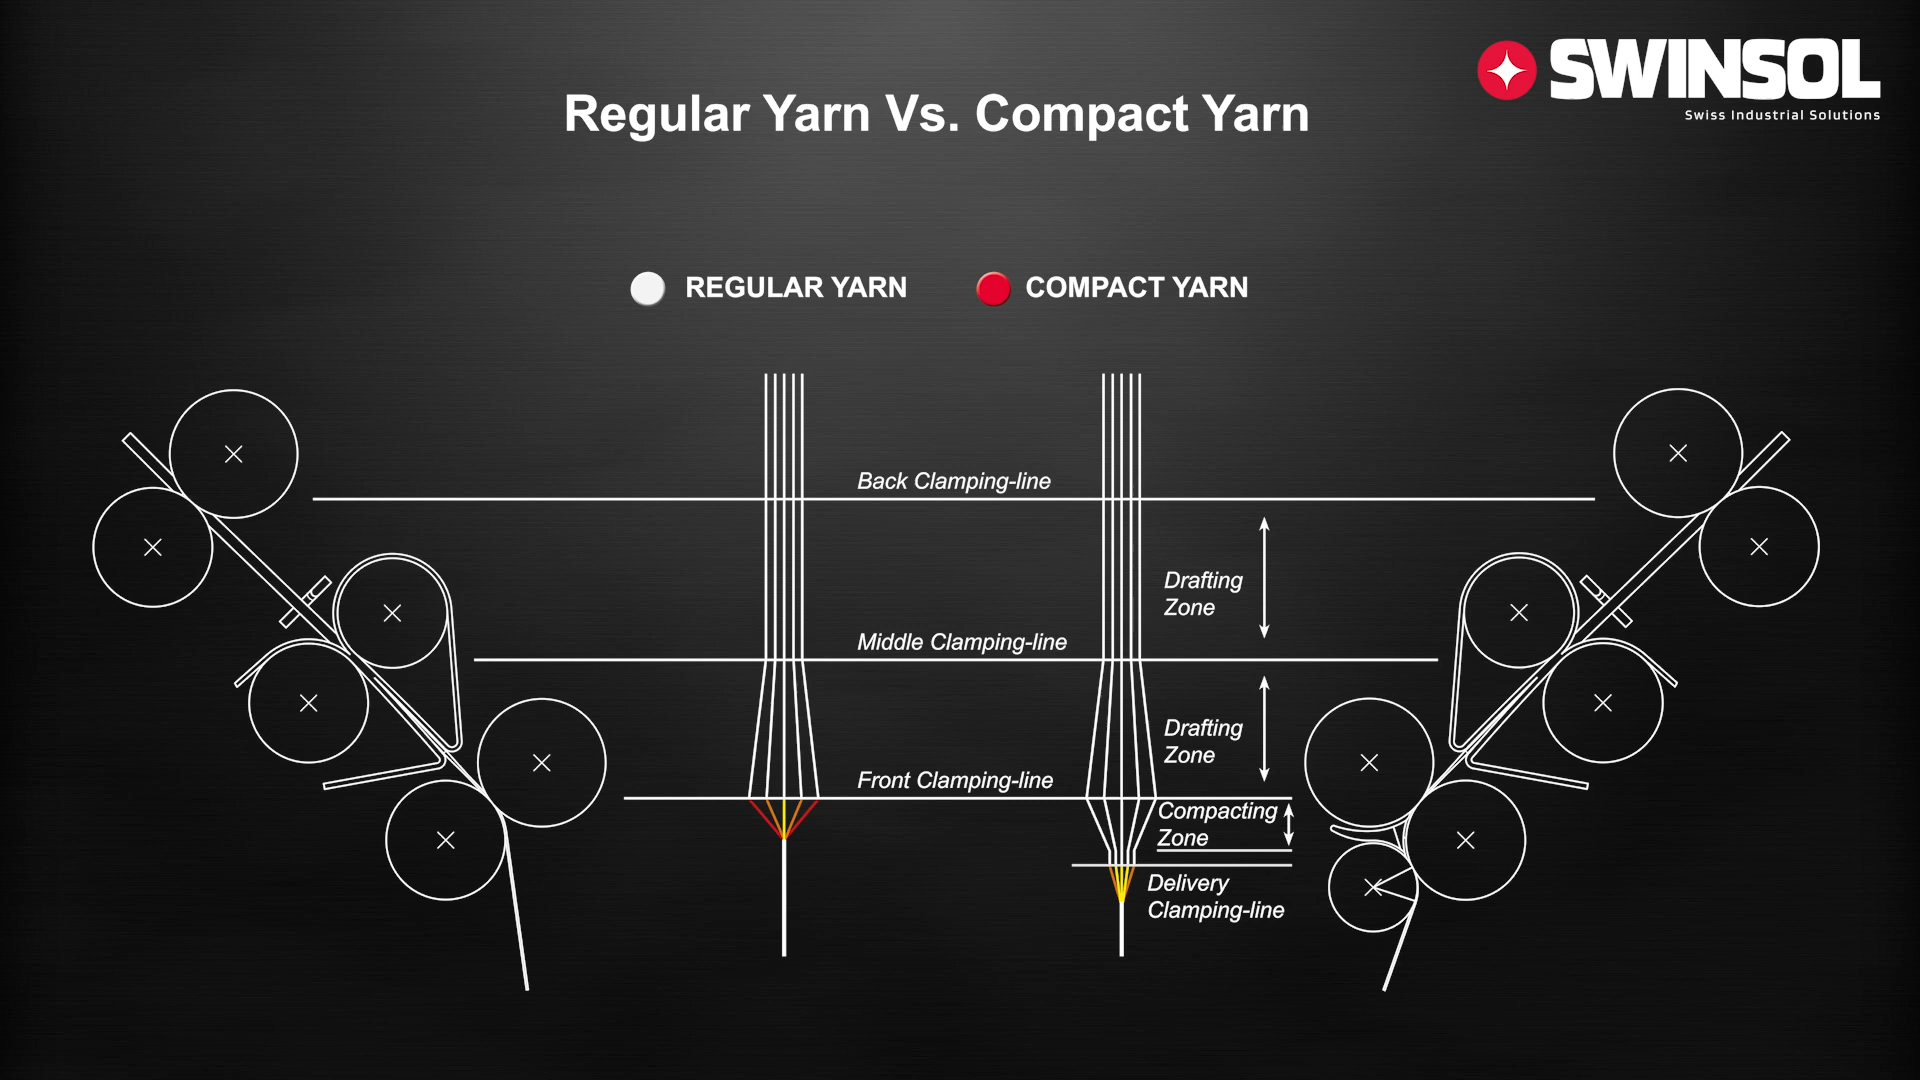 SWINSOL
Swiss Industrial Solutions
Regular Yarn Vs. Compact Yarn
REGULAR YARN
COMPACT YARN
Back Clamping-line
Drafting
Zone
Middle Clamping-line
Drafting
Zone
Front Clamping-line
Compacting
Zone
Delivery
Clamping-line